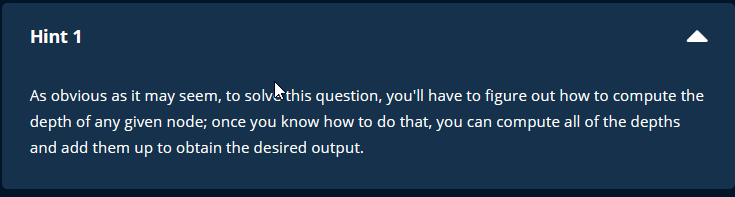 Hint 1
As obvious as it may seem, to solve this question, you'll have to figure out how to compute the
depth of any given node; once you know how to do that, you can compute all of the depths
and add them up to obtain the desired output.